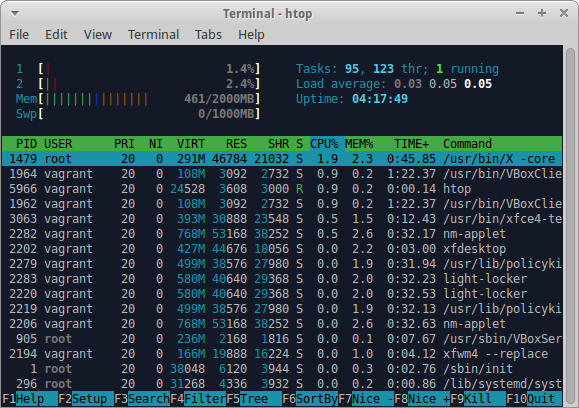 Terminal - htop
File Edit View Terminal Tabs Help
1 [| 1.4%] Tasks: 95, 123 thr; 1 running
2 [|| 2.4%] Load average: 0.03 0.05 0.05
Mem[||||||||||||||| 461/2000MB] Uptime: 04:17:49
Swp[ 0/1000MB]
PID USER PRI NI VIRT RES SHR S CPU% MEM% TIME+ Command
1479 root 20 0 291M 46784 21032 S 1.9 2.3 0:45.85 /usr/bin/X -core
1964 vagrant 20 0 108M 3092 2732 S 0.9 0.2 1:22.37 /usr/bin/VBoxClie
5966 vagrant 20 0 24528 3608 3000 R 0.9 0.2 0:00.14 htop
1962 vagrant 20 0 108M 3092 2732 S 0.9 0.2 1:22.37 /usr/bin/VBoxClie
3063 vagrant 20 0 393M 30888 23548 S 0.5 1.5 0:12.43 /usr/bin/xfce4-te
2282 vagrant 20 0 768M 53168 38252 S 0.5 2.6 0:32.17 nm-applet
2202 vagrant 20 0 427M 44676 18056 S 0.0 2.2 0:03.00 xfdesktop
2279 vagrant 20 0 499M 38576 27980 S 0.0 1.9 0:31.94 /usr/lib/policyki
2283 vagrant 20 0 580M 40640 29368 S 0.0 2.0 0:32.23 light-locker
2220 vagrant 20 0 580M 40640 29368 S 0.0 2.0 0:32.53 light-locker
2219 vagrant 20 0 499M 38576 27980 S 0.0 1.9 0:32.13 /usr/lib/policyki
2206 vagrant 20 0 768M 53168 38252 S 0.0 2.6 0:32.63 nm-applet
905 root 20 0 236M 2168 1816 S 0.0 0.1 0:07.67 /usr/sbin/VBoxSer
2194 vagrant 20 0 166M 19888 16224 S 0.0 1.0 0:04.12 xfwm4 --replace
1 root 20 0 38048 6120 3944 S 0.0 0.3 0:02.76 /sbin/init
296 root 20 0 31268 4336 3932 S 0.0 0.2 0:00.86 /lib/systemd/syst
F1Help F2Setup F3SearchF4FilterF5Tree F6SortByF7Nice -F8Nice +F9Kill F10Quit